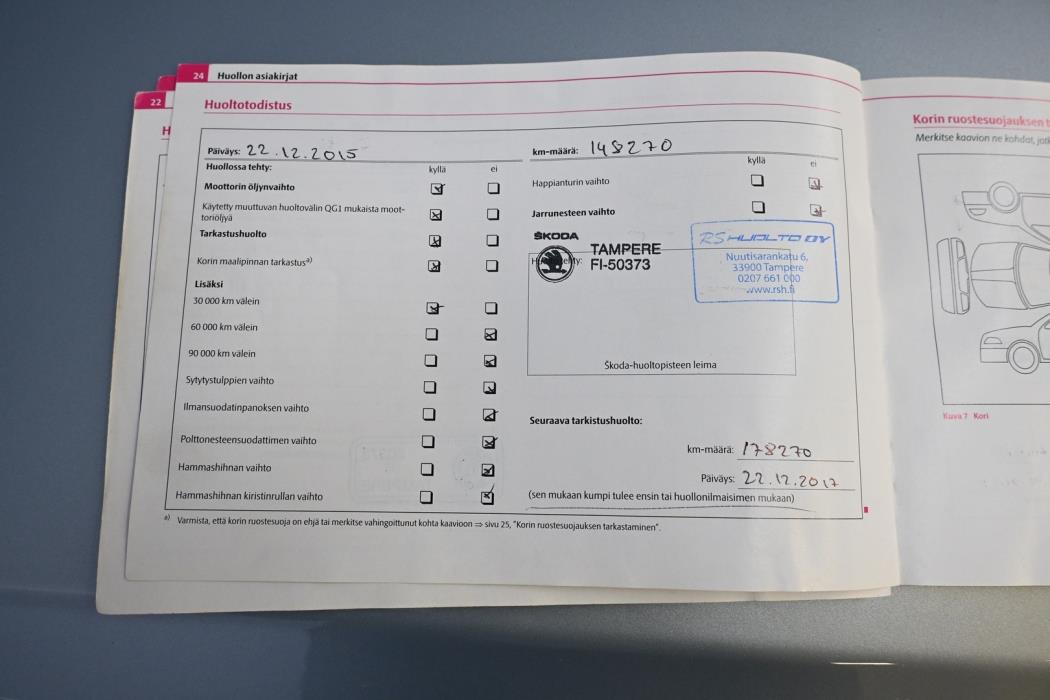 24 Huollon asiakirjat
22
H
Huoltotodistus
Päiväys: 22.12.2015
Huollossa tehty:
kyllä ei
Moottorin öljynvaihto
Käytetty muuttuvan huoltovälin QG1 mukaista moot-
toriöljyä
Tarkastushuolto
Korin maalipinnan tarkastus a)
Lisäksi
30 000 km välein
60 000 km välein
90 000 km välein
Sytytystulppien vaihto
Ilmansuodatinpanoksen vaihto
Polttonesteensuodattimen vaihto
Hammashihnan vaihto
Hammashihnan kiristinrullan vaihto
km-määrä: 148270
kyllä ei
Happianturin vaihto
Jarrunesteen vaihto
ŠKODA
TAMPERE
FI-50373
RS HUOLTO OY
Nuutisarankatu 6,
33900 Tampere
0207 661 000
www.rsh.fi
Škoda-huoltopisteen leima
Seuraava tarkistushuolto:
km-määrä: 178270
Päiväys: 22.12.2017
(sen mukaan kumpi tulee ensin tai huollonilmaisimen mukaan)
a) Varmista, että korin ruostesuoja on ehjä tai merkitse vahingoittunut kohta kaavioon ⇒ sivu 25, "Korin ruostesuojauksen tarkastaminen".
Korin ruostesuojauksen t
Merkitse kaavion ne kohdat, jot
Kuva 7 Kori